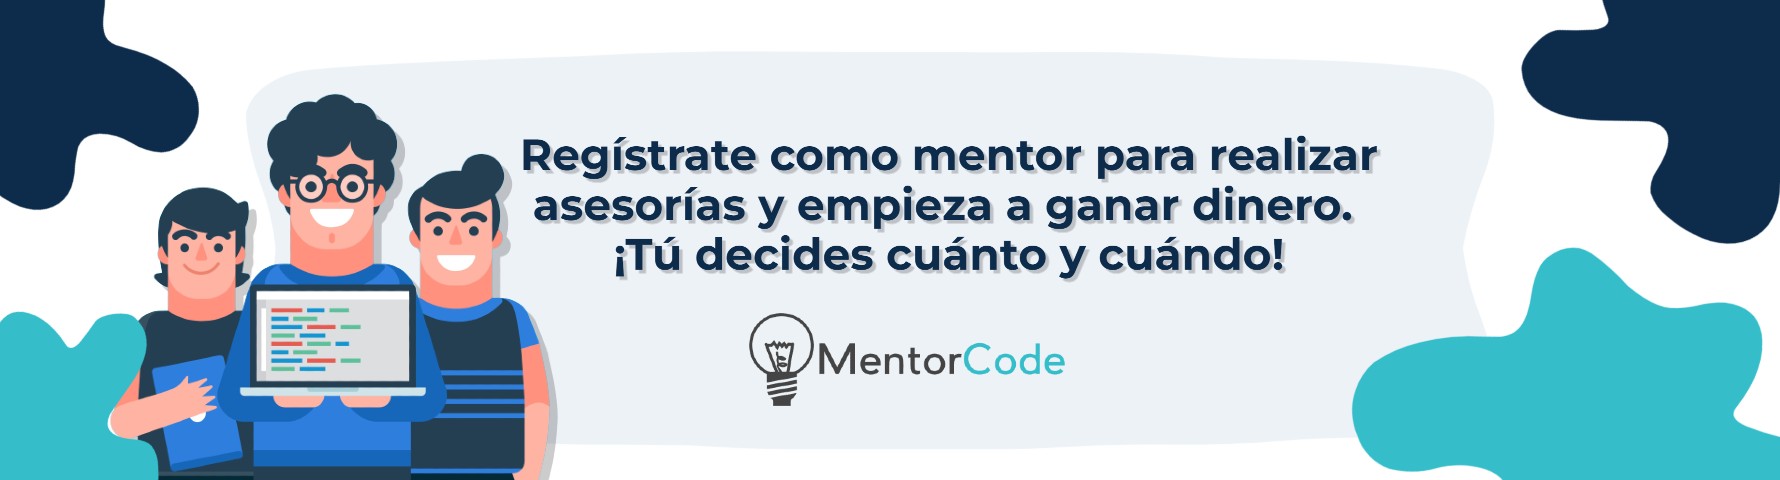 Regístrate como mentor para realizar
asesorías y empieza a ganar dinero.
¡Tú decides cuánto y cuándo!
MentorCode